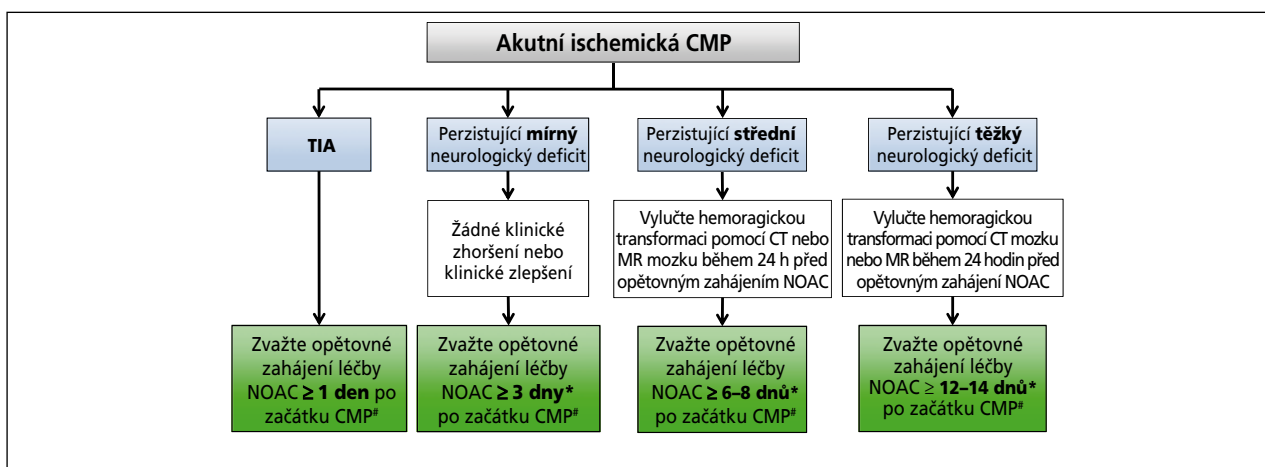 Akutní ischemická CMP
TIA
Perzistující mírný
neurologický deficit
Perzistující střední
neurologický deficit
Perzistující těžký
neurologický deficit
Žádné klinické
zhoršení nebo
klinické zlepšení
Vylučte hemoragickou
transformaci pomocí CT nebo
MR mozku během 24 h před
opětovným zahájením NOAC
Vylučte hemoragickou
transformaci pomocí CT mozku
nebo MR během 24 hodin před
opětovným zahájení NOAC
Zvažte opětovné
zahájení léčby
NOAC ≥ 1 den po
začátku CMP#
Zvažte opětovné
zahájení léčby
NOAC ≥ 3 dny*
po začátku CMP#
Zvažte opětovné
zahájení léčby
NOAC ≥ 6–8 dnů*
po začátku CMP#
Zvažte opětovné
zahájení léčby
NOAC ≥ 12–14 dnů*
po začátku CMP#